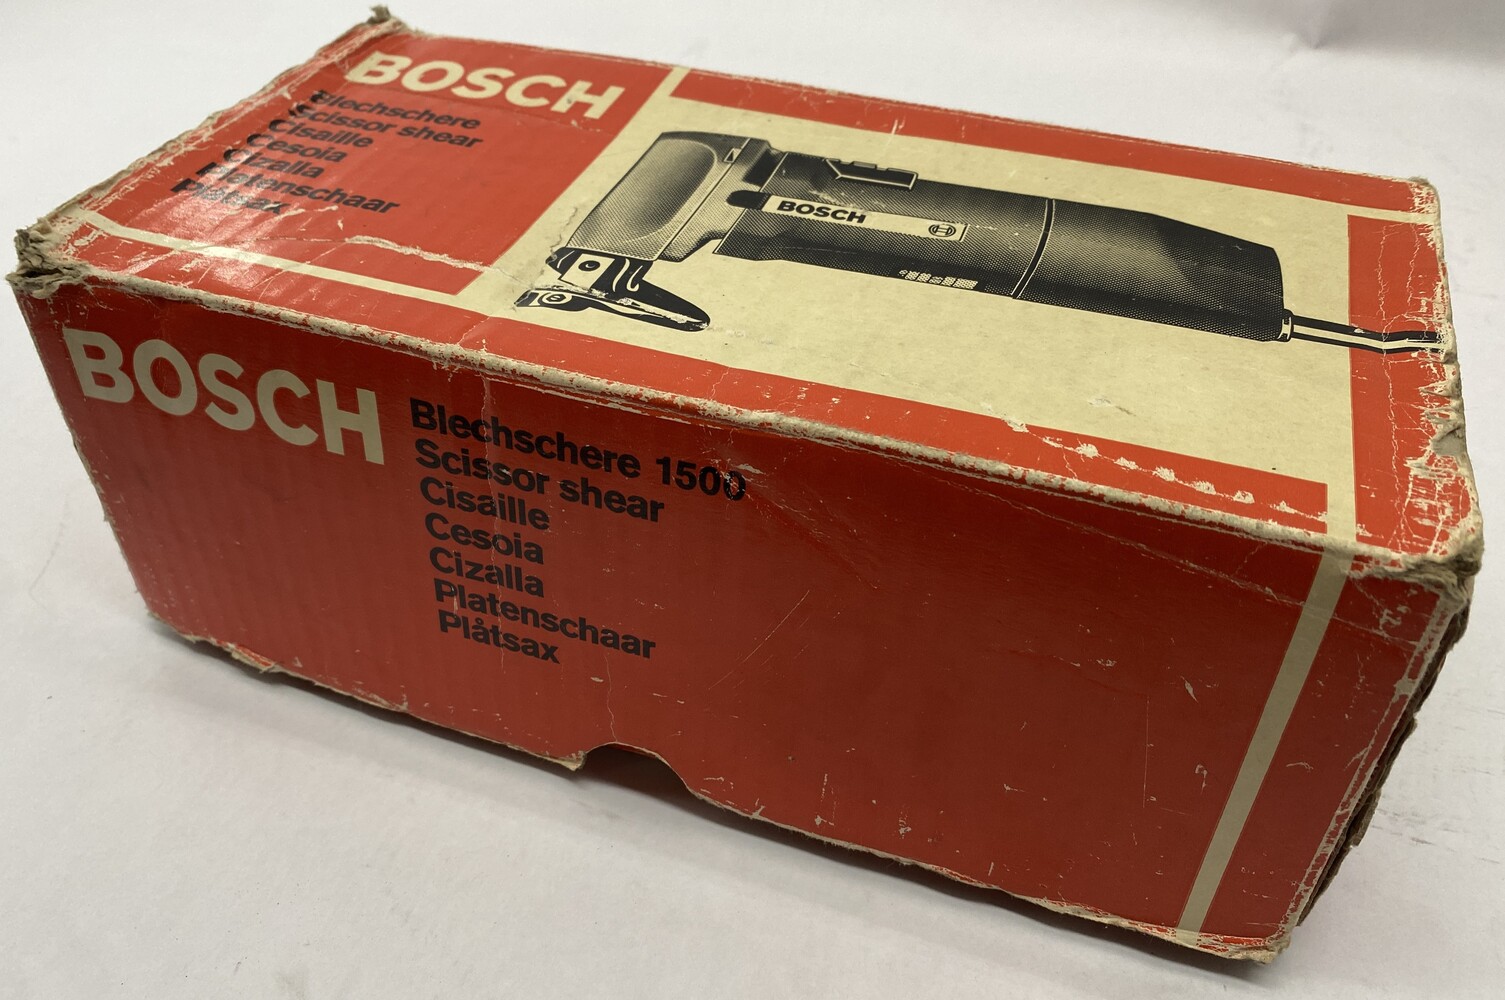 BOSCH
Blechschere
Scissor shear
Cisaille
Cesoia
Cizalla
Platenschaar
Plåtsax
BOSCH
BOSCH
Blechschere 1500
Scissor shear
Cisaille
Cesoia
Cizalla
Platenschaar
Plåtsax